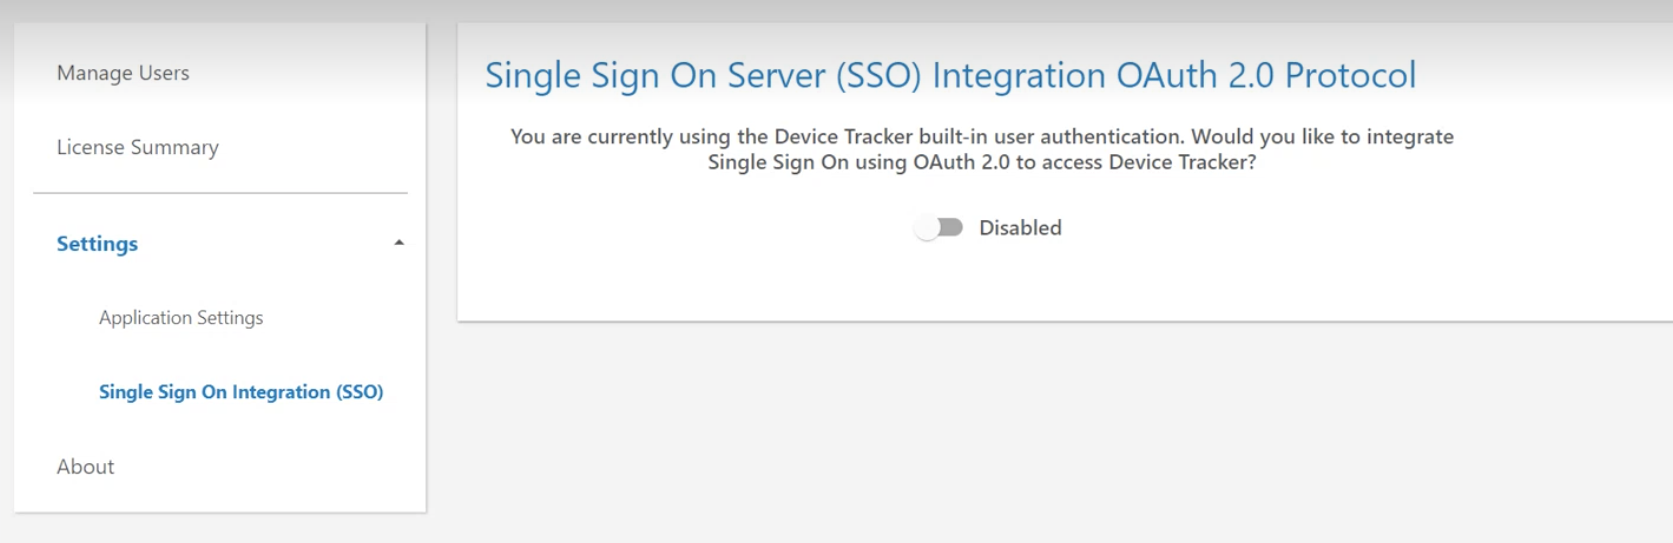 Manage Users
License Summary
Settings
Application Settings
Single Sign On Integration (SSO)
About
Single Sign On Server (SSO) Integration OAuth 2.0 Protocol
You are currently using the Device Tracker built-in user authentication. Would you like to integrate
Single Sign On using OAuth 2.0 to access Device Tracker?
Disabled